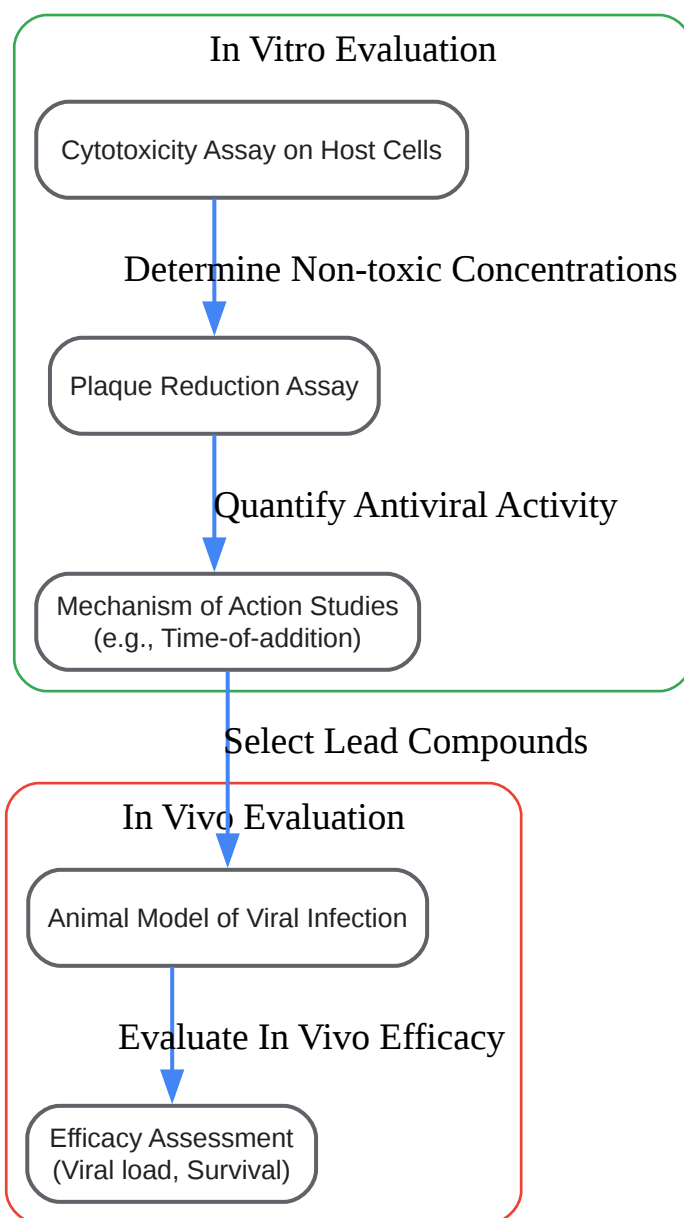 In Vitro Evaluation
Cytotoxicity Assay on Host Cells
Determine Non-toxic Concentrations
Plaque Reduction Assay
Quantify Antiviral Activity
Mechanism of Action Studies
(e.g., Time-of-addition)
Select Lead Compounds
In Vivo Evaluation
Animal Model of Viral Infection
Evaluate In Vivo Efficacy
Efficacy Assessment
(Viral load, Survival)